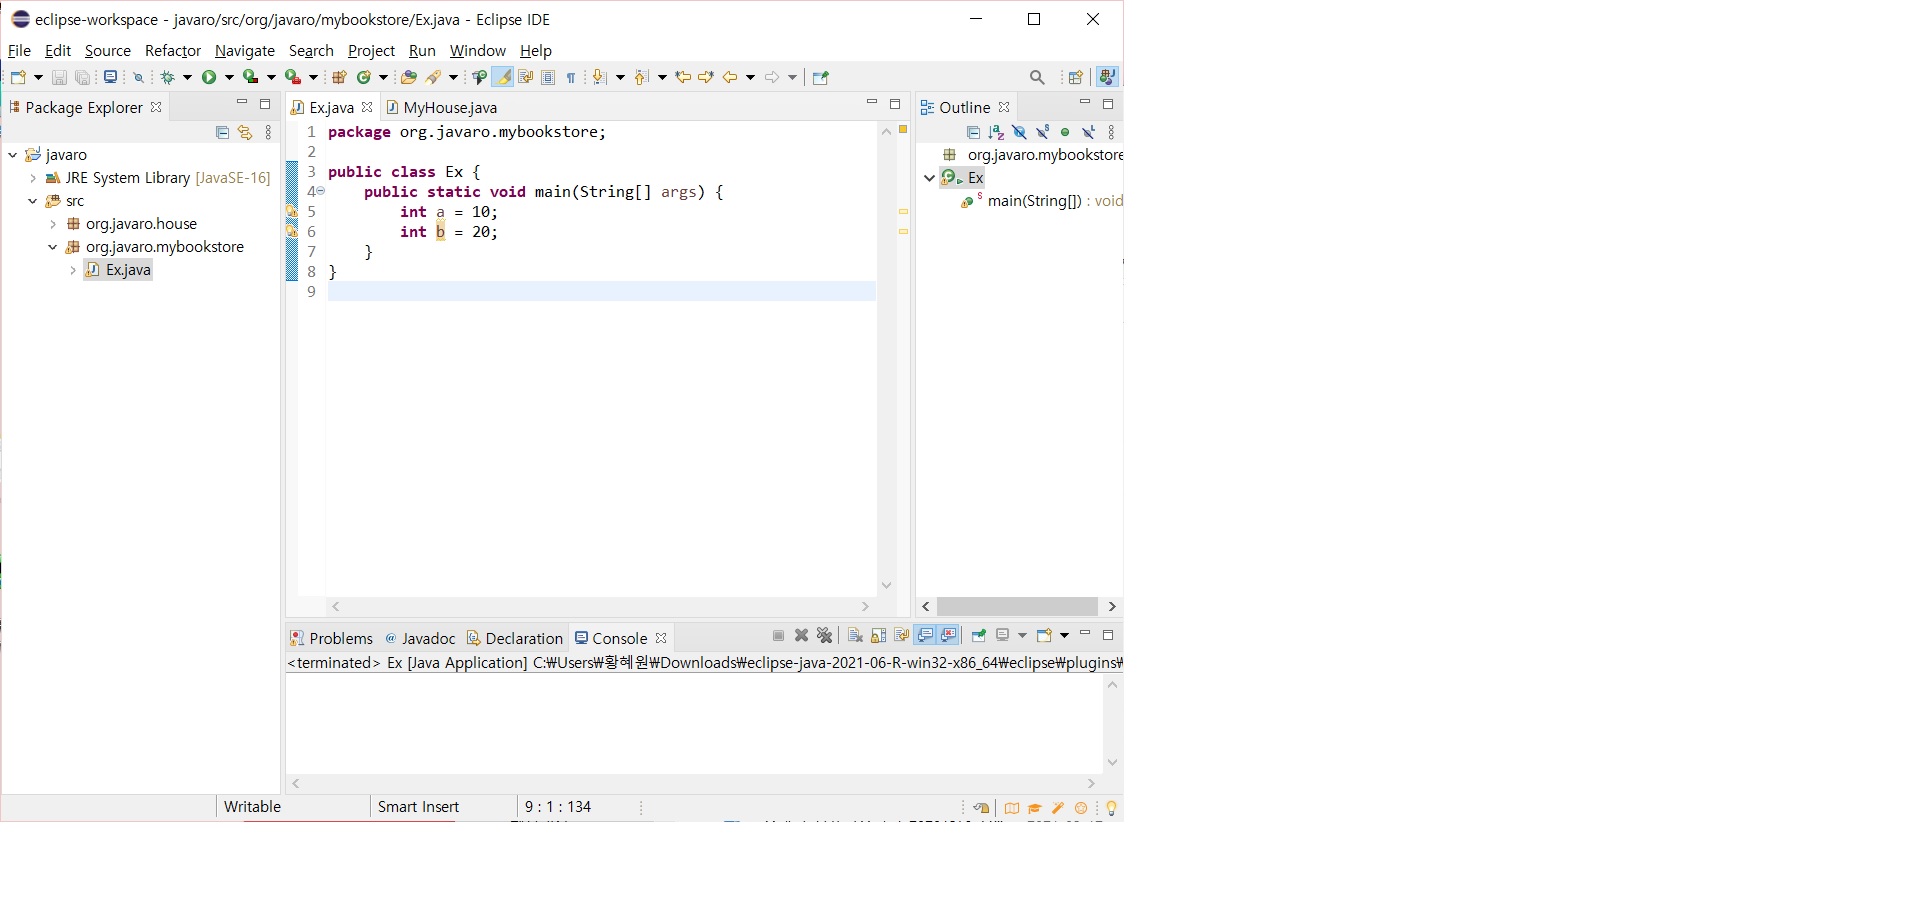 eclipse-workspace - javaro/src/org/javaro/mybookstore/Ex.java - Eclipse IDE
File Edit Source Refactor Navigate Search Project Run Window Help
Package Explorer
javaro
JRE System Library [JavaSE-16]
src
org.javaro.house
org.javaro.mybookstore
Ex.java
Ex.java MyHouse.java
1 package org.javaro.mybookstore;
2
3 public class Ex {
4 public static void main(String[] args) {
5 int a = 10;
6 int b = 20;
7 }
8 }
9
Outline
org.javaro.mybookstore
Ex
main(String[]) : void
Problems @ Javadoc Declaration Console
<terminated> Ex [Java Application] C:₩Users₩황혜원₩Downloads₩eclipse-java-2021-06-R-win32-x86_64₩eclipse₩plugins₩
Writable Smart Insert 9 : 1 : 134